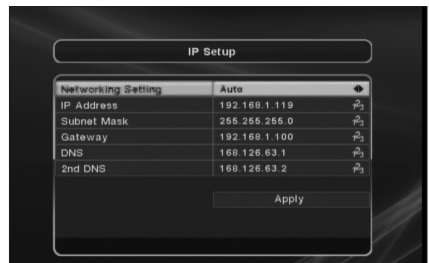 IP Setup
Networking Setting Auto
IP Address 192.168.1.119
Subnet Mask 255.255.255.0
Gateway 192.168.1.100
DNS 168.126.63.1
2nd DNS 168.126.63.2
Apply